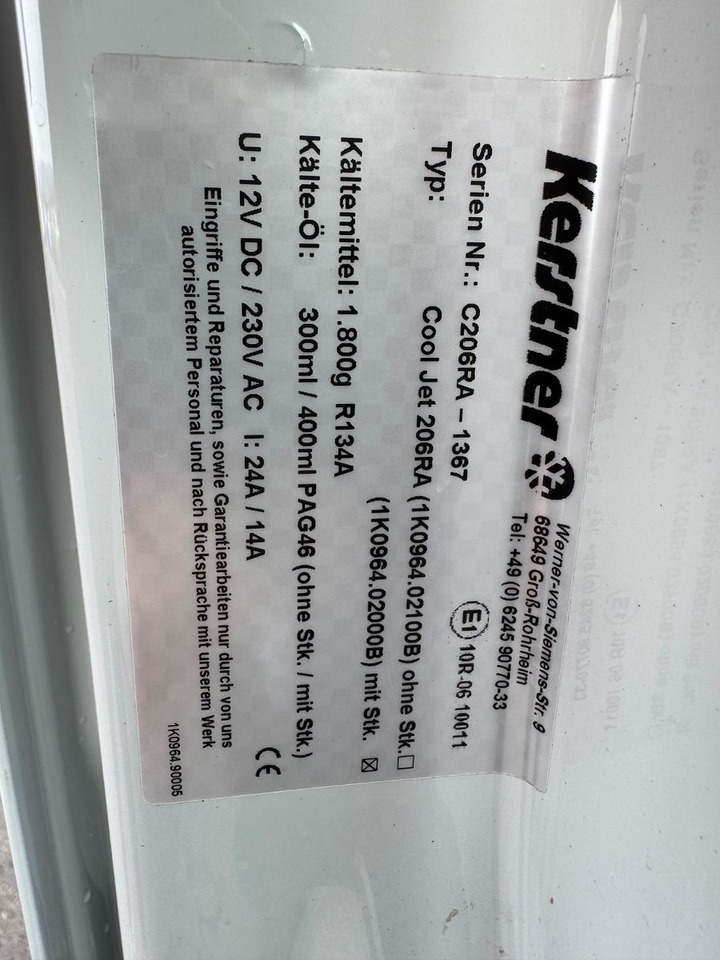 Kerstner
Werner-von-Siemens-Str. 9
68649 Groß-Rohrheim
Tel: +49 (0) 6245 90770-33
Serien Nr.: C206RA – 1367
E1 10R-06 10011
Typ: Cool Jet 206RA (1K0964.02100B) ohne Stk. ☐
(1K0964.02000B) mit Stk. ☒
Kältemittel: 1.800g R134A
Kälte-Öl: 300ml / 400ml PAG46 (ohne Stk. / mit Stk.)
U: 12V DC / 230V AC I: 24A / 14A
CE
Eingriffe und Reparaturen, sowie Garantiearbeiten nur durch von uns
autorisiertem Personal und nach Rücksprache mit unserem Werk
1K0964.90005